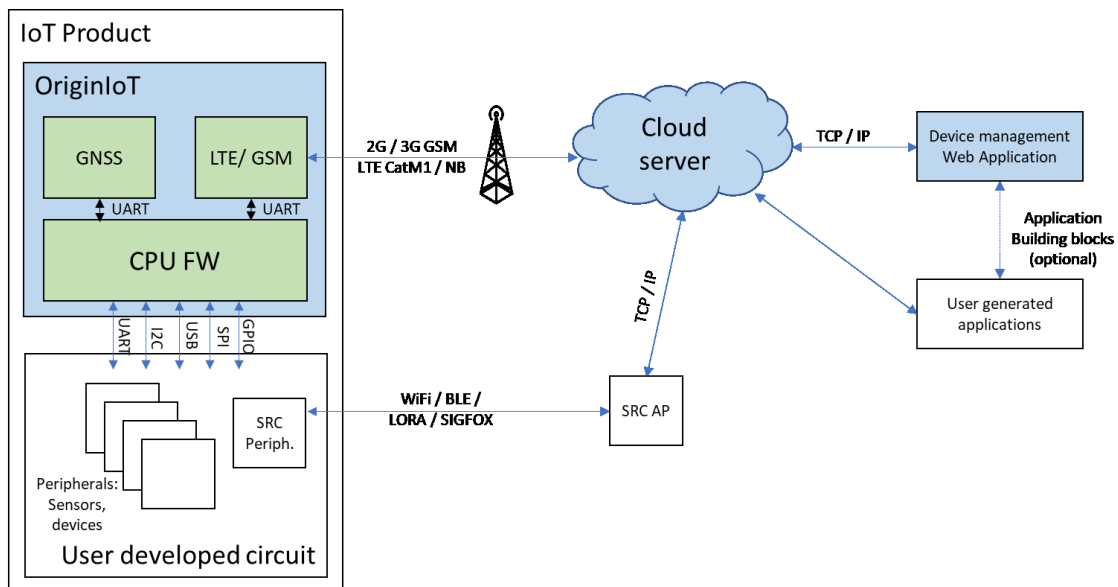 IoT Product
OriginIoT
GNSS
LTE/ GSM
UART
UART
CPU FW
UART
I2C
USB
SPI
GPIO
SRC
Periph.
Peripherals:
Sensors,
devices
User developed circuit
2G / 3G GSM
LTE CatM1 / NB
WiFi / BLE /
LORA / SIGFOX
Cloud
server
TCP / IP
SRC AP
TCP / IP
Device management
Web Application
Application
Building blocks
(optional)
User generated
applications